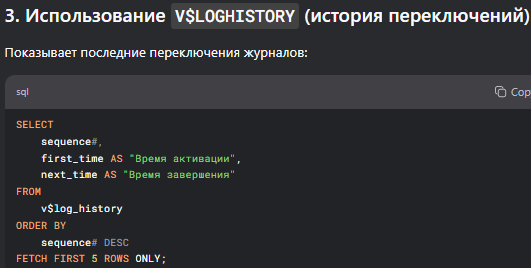 3. Использование V$LOGHISTORY (история переключений)
Показывает последние переключения журналов:
sql
Cop
SELECT
sequence#,
first_time AS "Время активации",
next_time AS "Время завершения"
FROM
v$log_history
ORDER BY
sequence# DESC
FETCH FIRST 5 ROWS ONLY;